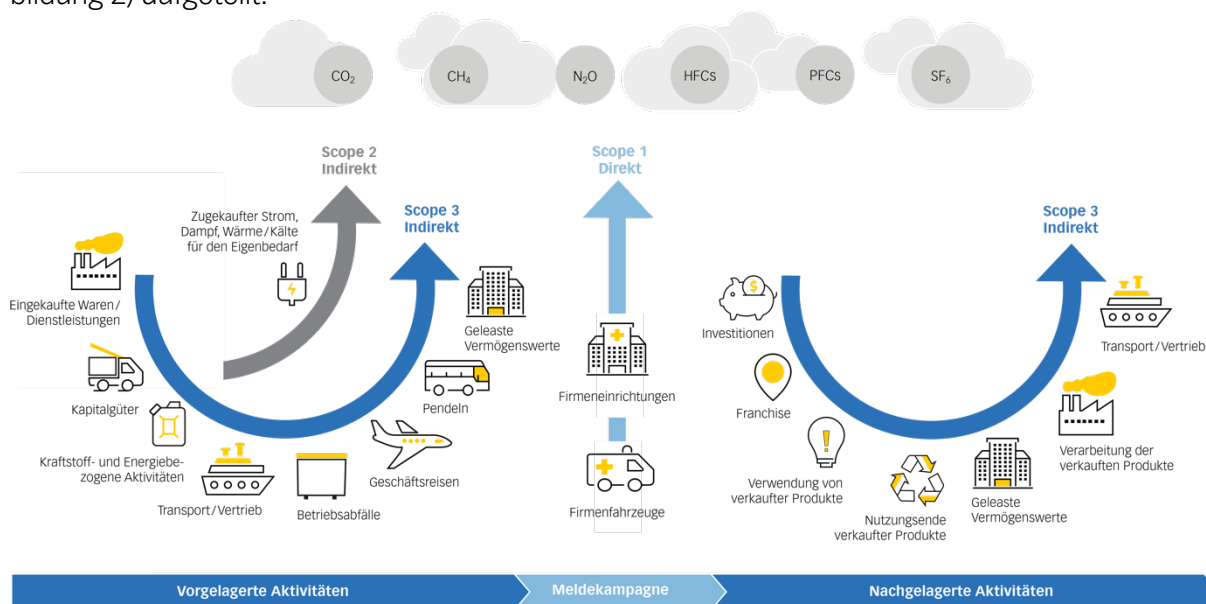 bildung 2) aufgeteilt.
CO₂
CH₄
N₂O
HFCs
PFCs
SF₆
Scope 2
Indirekt
Scope 1
Direkt
Scope 3
Indirekt
Scope 3
Indirekt
Zugekaufter Strom,
Dampf, Wärme/Kälte
für den Eigenbedarf
Eingekaufte Waren/
Dienstleistungen
Kapitalgüter
Kraftstoff- und Energiebe-
zogene Aktivitäten
Transport/Vertrieb
Betriebsabfälle
Geschäftsreisen
Pendeln
Geleaste
Vermögenswerte
Firmeneinrichtungen
Firmenfahrzeuge
$
Investitionen
Franchise
Verwendung von
verkaufter Produkte
Nutzungsende
verkaufter Produkte
Geleaste
Vermögenswerte
Verarbeitung der
verkauften Produkte
Transport/Vertrieb
Vorgelagerte Aktivitäten
Meldekampagne
Nachgelagerte Aktivitäten